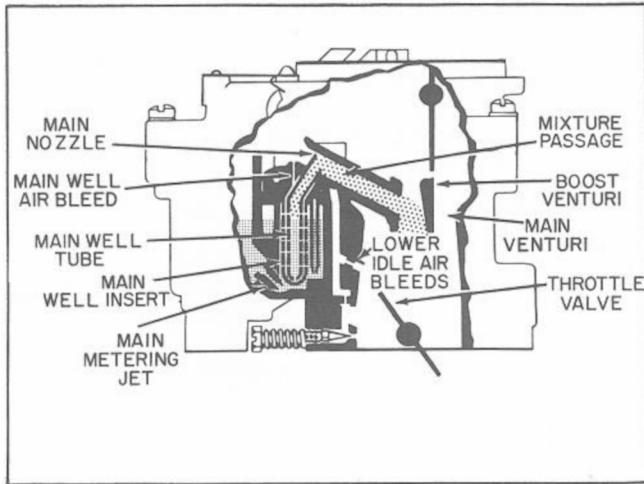 MAIN
NOZZLE
MAIN WELL
AIR BLEED
MAIN WELL
TUBE
MAIN
WELL INSERT
MAIN
METERING
JET
MIXTURE
PASSAGE
BOOST
VENTURI
MAIN
VENTURI
LOWER
IDLE AIR
BLEEDS
THROTTLE
VALVE